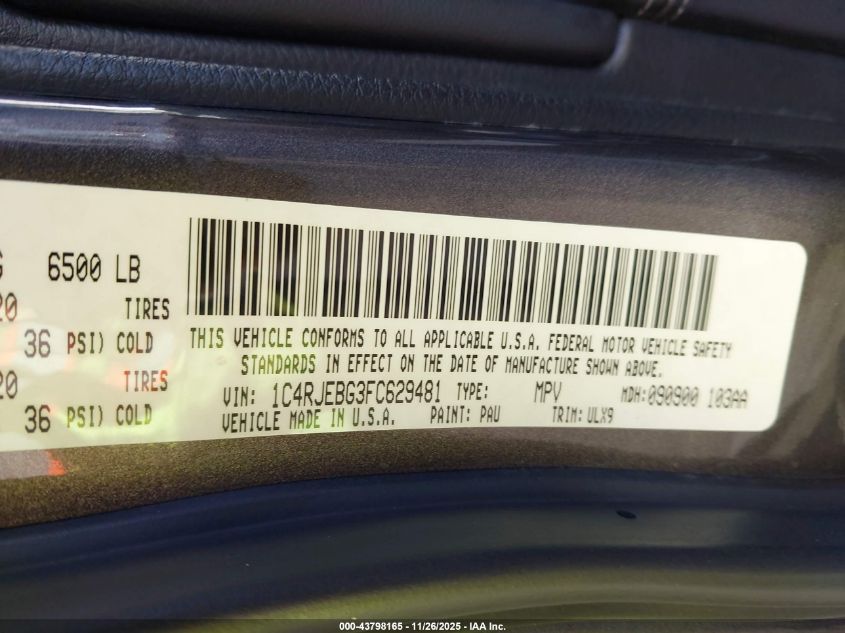 G 6500 LB
20 TIRES
36 PSI) COLD
20 TIRES
36 PSI) COLD
THIS VEHICLE CONFORMS TO ALL APPLICABLE U.S.A. FEDERAL MOTOR VEHICLE SAFETY
STANDARDS IN EFFECT ON THE DATE OF MANUFACTURE SHOWN ABOVE.
VIN: 1C4RJEBG3FC629481 TYPE: MPV MDH:090900 103AA
VEHICLE MADE IN U.S.A. PAINT: PAU TRIM:ULX9
000-43798165 - 11/26/2025 - IAA Inc.